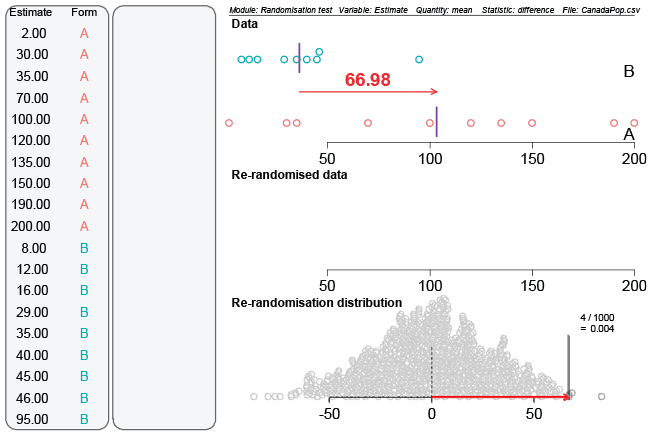 Module: Randomisation test Variable: Estimate Quantity: mean Statistic: difference File: CanadaPop.csv
Estimate Form
2.00 A
30.00 A
35.00 A
70.00 A
100.00 A
120.00 A
135.00 A
150.00 A
190.00 A
200.00 A
8.00 B
12.00 B
16.00 B
29.00 B
35.00 B
40.00 B
45.00 B
46.00 B
95.00 B
Data
B
66.98
A
50 100 150 200
Re-randomised data
50 100 150 200
Re-randomisation distribution
4 / 1000
= 0.004
-50 0 50